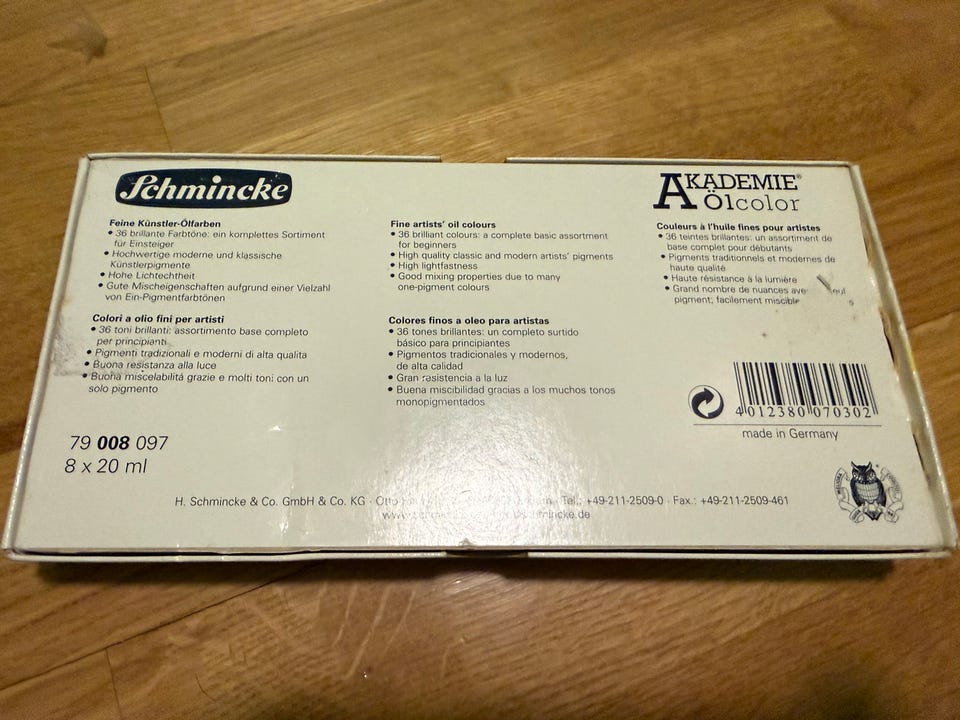 Schmincke
AKADEMIE®
Ölcolor
Feine Künstler-Ölfarben
• 36 brillante Farbtöne: ein komplettes Sortiment
für Einsteiger
• Hochwertige moderne und klassische
Künstlerpigmente
• Hohe Lichtechtheit
• Gute Mischeigenschaften aufgrund einer Vielzahl
von Ein-Pigmentfarbtönen
Fine artists' oil colours
• 36 brilliant colours: a complete basic assortment
for beginners
• High quality classic and modern artists' pigments
• High lightfastness
• Good mixing properties due to many
one-pigment colours
Couleurs à l'huile fines pour artistes
• 36 teintes brillantes: un assortiment de
base complet pour débutants
• Pigments traditionnels et modernes de
haute qualité
• Haute résistance à la lumière
• Grand nombre de nuances
pigment, facilement
Colori a olio fini per artisti
• 36 toni brillanti: assortimento base completo
per principianti
• Pigmenti tradizionali e moderni di alta qualita
• Buona resistanza alla luce
• Buona miscelabilitá grazie e molti toni con un
solo pigmento
Colores finos a oleo para artistas
• 36 tones brillantes: un completo surtido
básico para principiantes
• Pigmentos tradicionales y modernos,
de alta calidad
• Gran rasistencia a la luz
• Buena miscibilidad gracias a los muchos tonos
monopigmentados
4 012380 070302
made in Germany
79 008 097
8 x 20 ml
H. Schmincke & Co. GmbH & Co. KG · Tel.: +49-211-2509-0 · Fax.: +49-211-2509-461